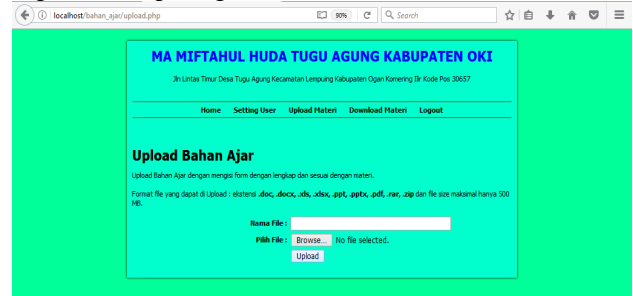 localhost/bahan_ajar/upload.php 90% Search
MA MIFTAHUL HUDA TUGU AGUNG KABUPATEN OKI
Jln Lintas Timur Desa Tugu Agung Kecamatan Lempuing Kabupaten Ogan Komering Ilir Kode Pos 30657
Home Setting User Upload Materi Download Materi Logout
Upload Bahan Ajar
Upload Bahan Ajar dengan mengisi form dengan lengkap dan sesuai dengan materi.
Format file yang dapat di Upload : ekstensi .doc, .docx, .xls, .xlsx, .ppt, .pptx, .pdf, .rar, .zip dan file size maksimal hanya 500
MB.
Nama File :
Pilih File : Browse... No file selected.
Upload